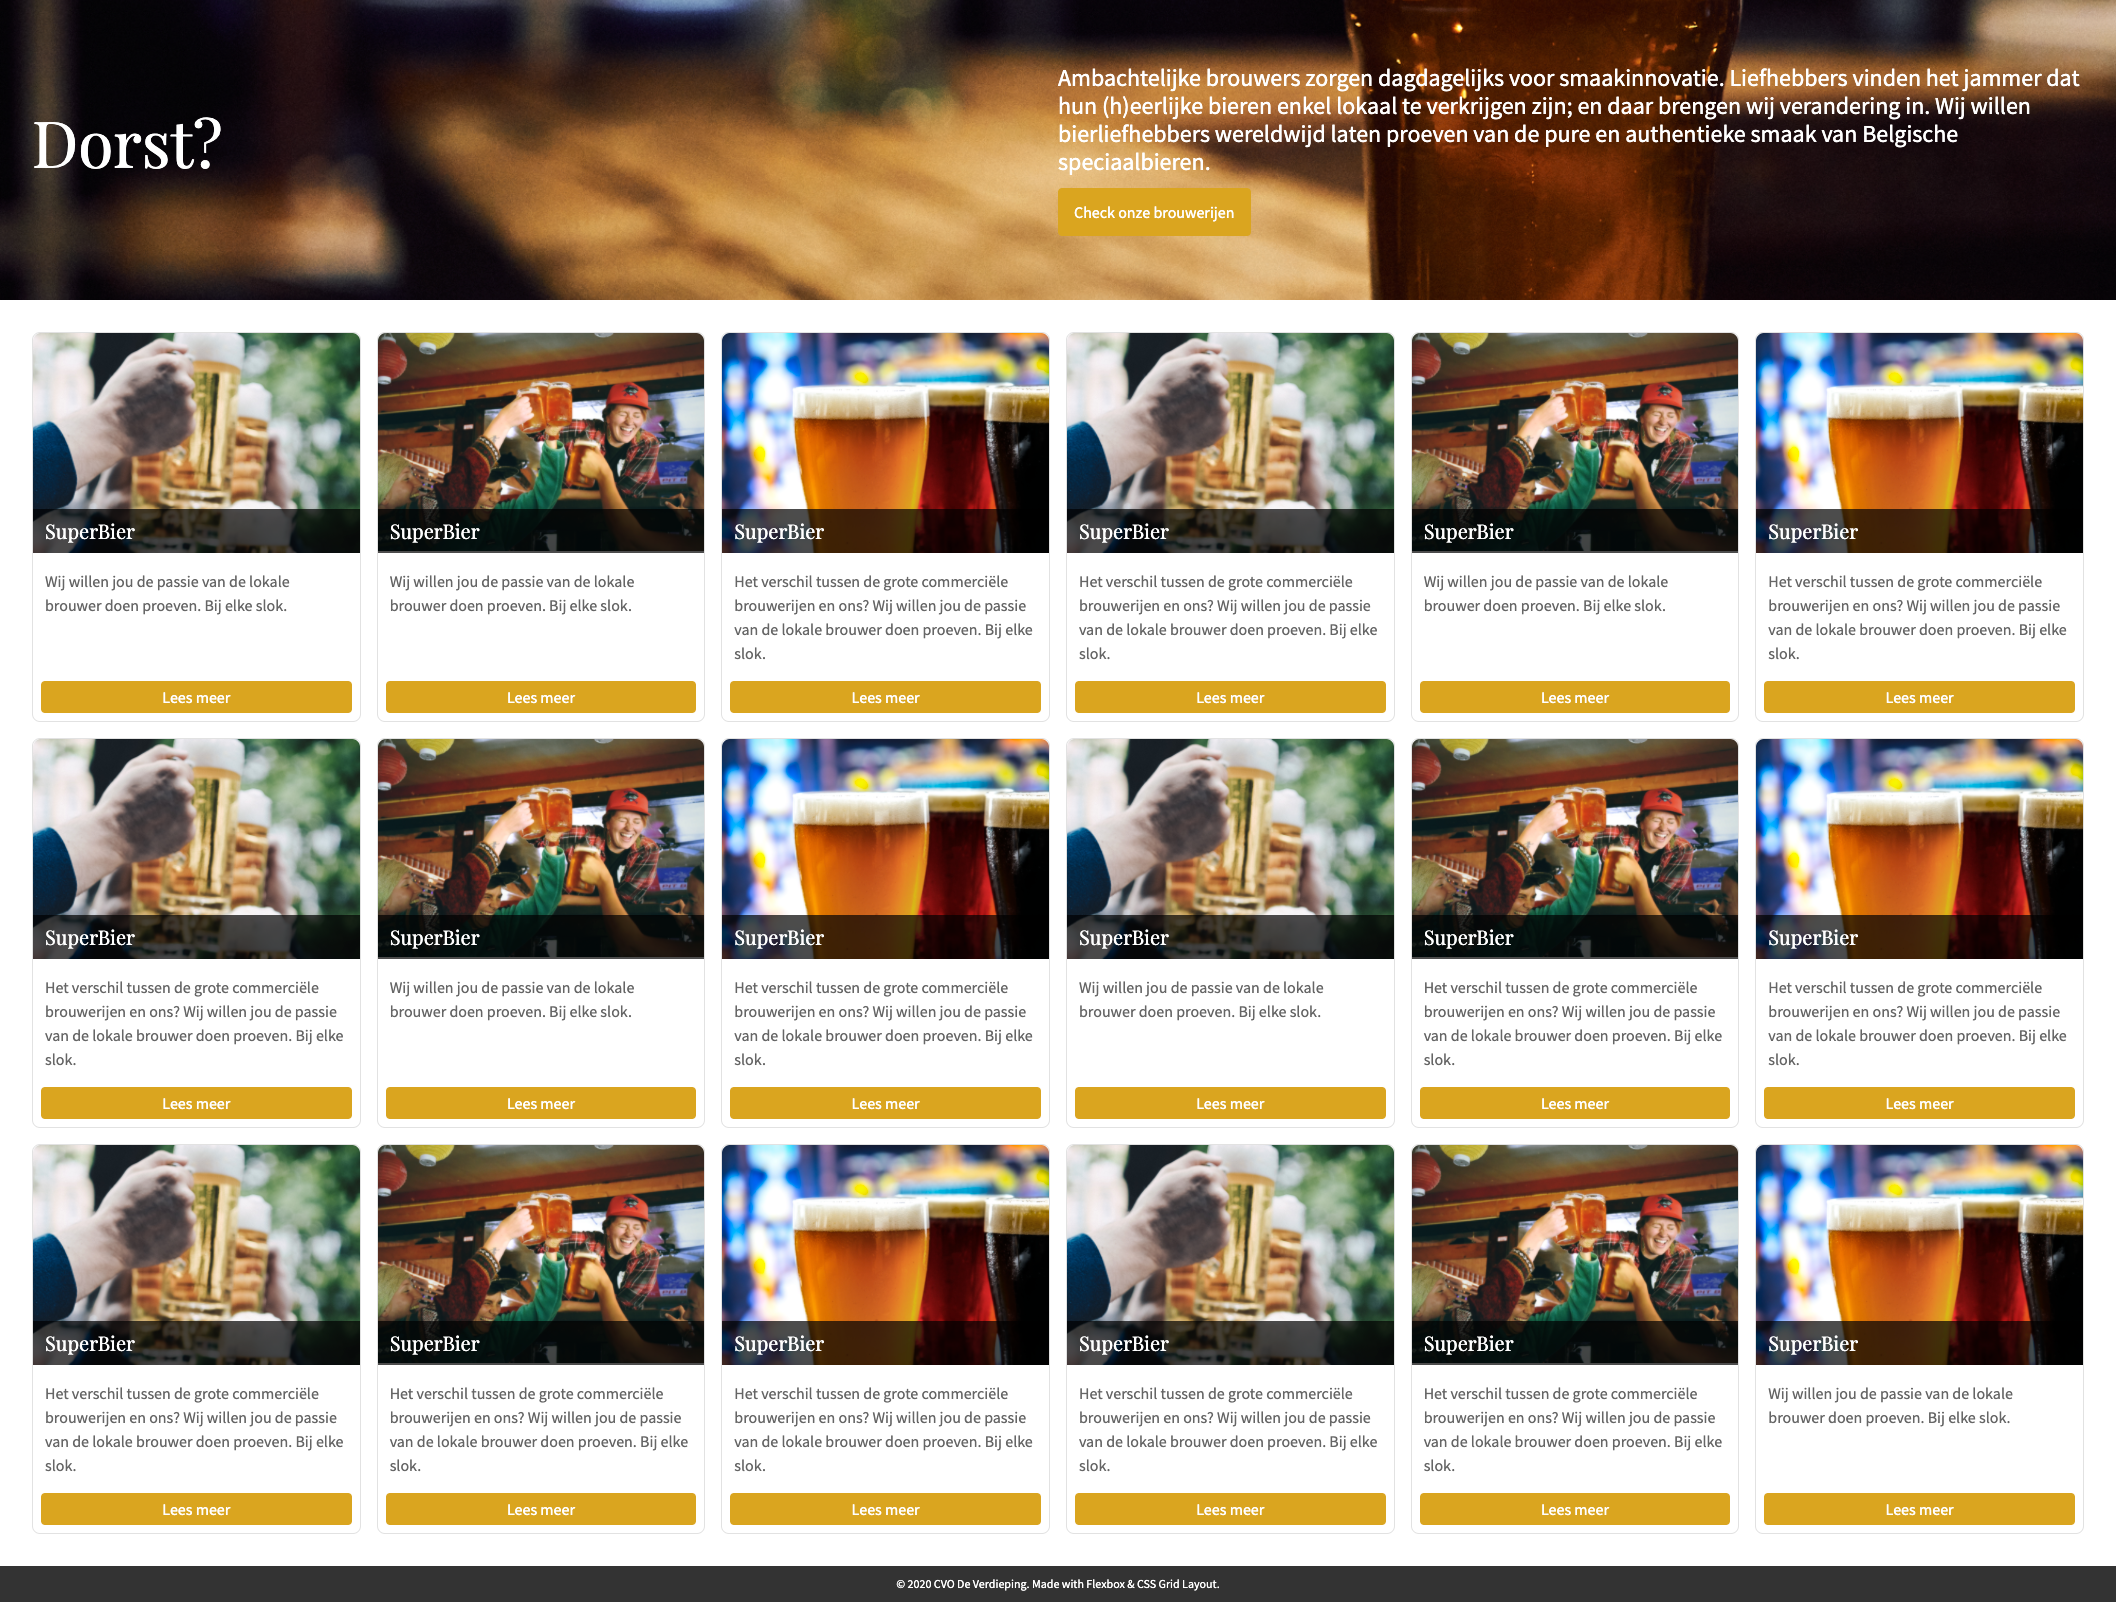 Dorst?
Ambachtelijke brouwers zorgen dagdagelijks voor smaakinnovatie. Liefhebbers vinden het jammer dat
hun (h)eerlijke bieren enkel lokaal te verkrijgen zijn; en daar brengen wij verandering in. Wij willen
bierliefhebbers wereldwijd laten proeven van de pure en authentieke smaak van Belgische
speciaalbieren.
Check onze brouwerijen
SuperBier
Wij willen jou de passie van de lokale
brouwer doen proeven. Bij elke slok.
Lees meer
SuperBier
Wij willen jou de passie van de lokale
brouwer doen proeven. Bij elke slok.
Lees meer
SuperBier
Het verschil tussen de grote commerciële
brouwerijen en ons? Wij willen jou de passie
van de lokale brouwer doen proeven. Bij elke
slok.
Lees meer
SuperBier
Het verschil tussen de grote commerciële
brouwerijen en ons? Wij willen jou de passie
van de lokale brouwer doen proeven. Bij elke
slok.
Lees meer
SuperBier
Wij willen jou de passie van de lokale
brouwer doen proeven. Bij elke slok.
Lees meer
SuperBier
Het verschil tussen de grote commerciële
brouwerijen en ons? Wij willen jou de passie
van de lokale brouwer doen proeven. Bij elke
slok.
Lees meer
SuperBier
Het verschil tussen de grote commerciële
brouwerijen en ons? Wij willen jou de passie
van de lokale brouwer doen proeven. Bij elke
slok.
Lees meer
SuperBier
Wij willen jou de passie van de lokale
brouwer doen proeven. Bij elke slok.
Lees meer
SuperBier
Het verschil tussen de grote commerciële
brouwerijen en ons? Wij willen jou de passie
van de lokale brouwer doen proeven. Bij elke
slok.
Lees meer
SuperBier
Wij willen jou de passie van de lokale
brouwer doen proeven. Bij elke slok.
Lees meer
SuperBier
Het verschil tussen de grote commerciële
brouwerijen en ons? Wij willen jou de passie
van de lokale brouwer doen proeven. Bij elke
slok.
Lees meer
SuperBier
Het verschil tussen de grote commerciële
brouwerijen en ons? Wij willen jou de passie
van de lokale brouwer doen proeven. Bij elke
slok.
Lees meer
SuperBier
Het verschil tussen de grote commerciële
brouwerijen en ons? Wij willen jou de passie
van de lokale brouwer doen proeven. Bij elke
slok.
Lees meer
SuperBier
Het verschil tussen de grote commerciële
brouwerijen en ons? Wij willen jou de passie
van de lokale brouwer doen proeven. Bij elke
slok.
Lees meer
SuperBier
Het verschil tussen de grote commerciële
brouwerijen en ons? Wij willen jou de passie
van de lokale brouwer doen proeven. Bij elke
slok.
Lees meer
SuperBier
Het verschil tussen de grote commerciële
brouwerijen en ons? Wij willen jou de passie
van de lokale brouwer doen proeven. Bij elke
slok.
Lees meer
SuperBier
Het verschil tussen de grote commerciële
brouwerijen en ons? Wij willen jou de passie
van de lokale brouwer doen proeven. Bij elke
slok.
Lees meer
SuperBier
Wij willen jou de passie van de lokale
brouwer doen proeven. Bij elke slok.
Lees meer
© 2020 CVO De Verdieping. Made with Flexbox & CSS Grid Layout.